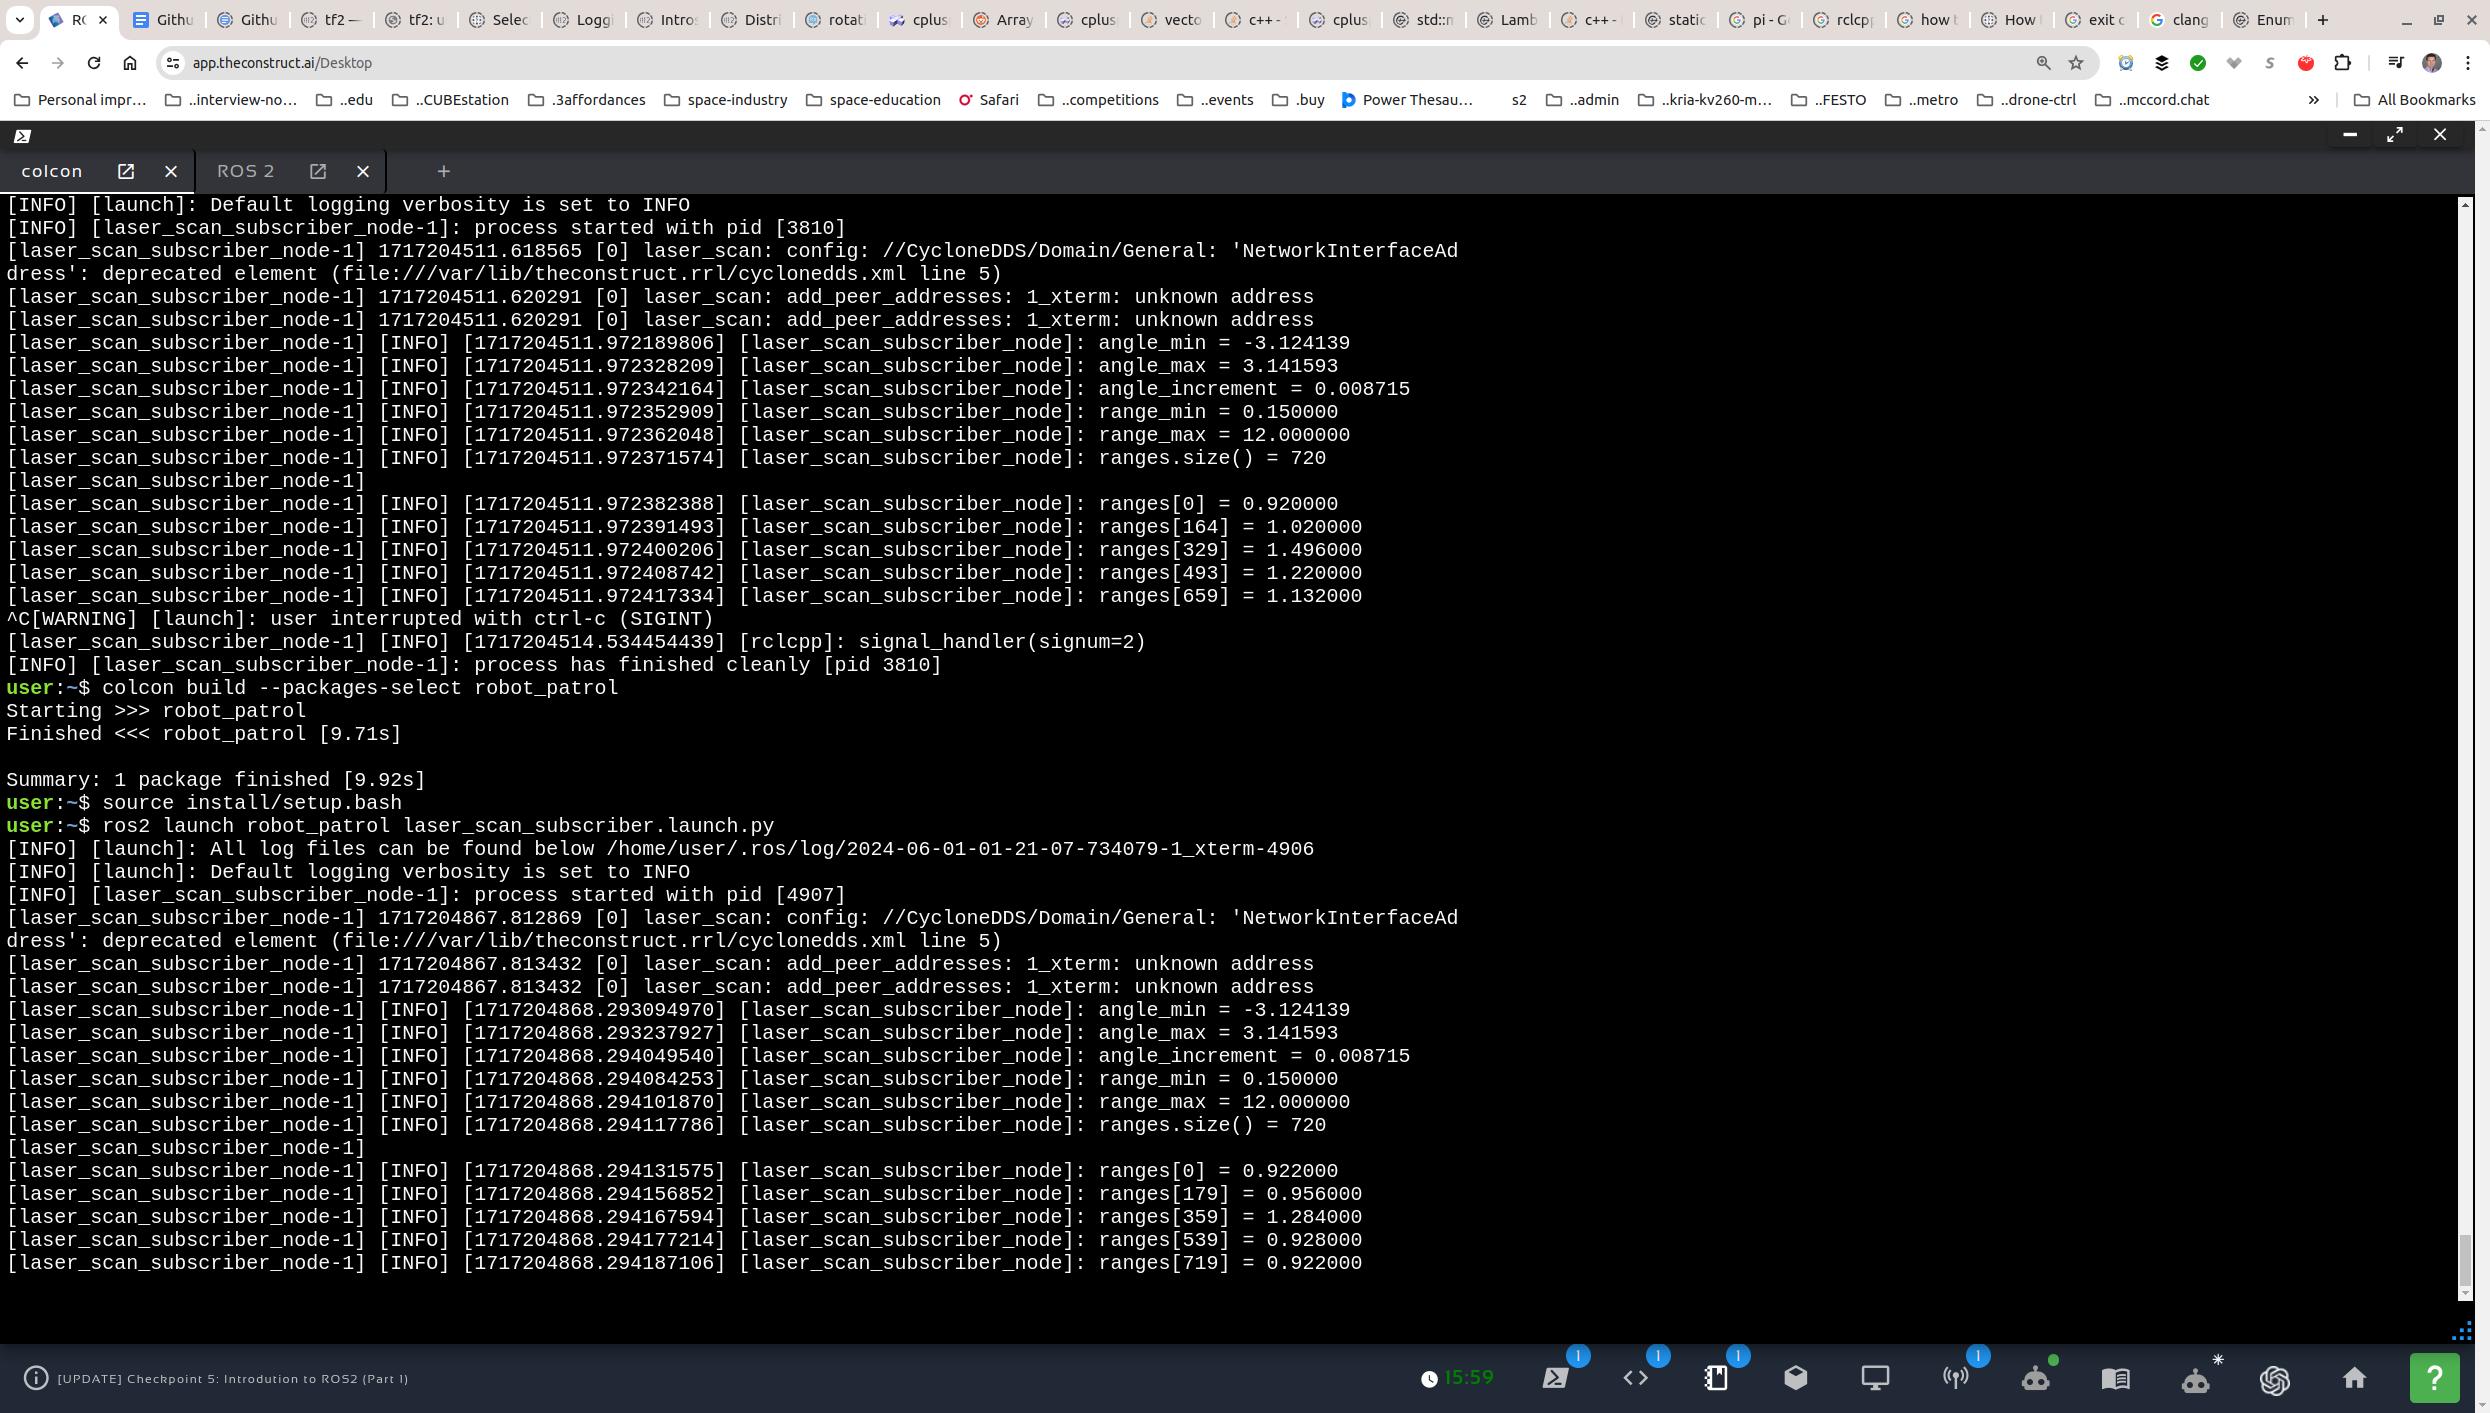 RO
Githu
Githu
tf2 —
tf2: u
Selec
Loggi
Intros
Distri
rotati
cplus
Array
cplus
vecto
c++ -
cplus
std::n
Lamb
c++ -
static
pi - G
rclcpp
how t
How
exit c
clang
Enum
app.theconstruct.ai/Desktop
Personal impr...
..interview-no...
..edu
..CUBEstation
.3affordances
space-industry
space-education
Safari
..competitions
..events
.buy
Power Thesau...
s2
..admin
..kria-kv260-m...
..FESTO
..metro
..drone-ctrl
..mccord.chat
All Bookmarks
colcon
ROS 2
[INFO] [launch]: Default logging verbosity is set to INFO
[INFO] [laser_scan_subscriber_node-1]: process started with pid [3810]
[laser_scan_subscriber_node-1] 1717204511.618565 [0] laser_scan: config: //CycloneDDS/Domain/General: 'NetworkInterfaceAd
dress': deprecated element (file:///var/lib/theconstruct.rrl/cyclonedds.xml line 5)
[laser_scan_subscriber_node-1] 1717204511.620291 [0] laser_scan: add_peer_addresses: 1_xterm: unknown address
[laser_scan_subscriber_node-1] 1717204511.620291 [0] laser_scan: add_peer_addresses: 1_xterm: unknown address
[laser_scan_subscriber_node-1] [INFO] [1717204511.972189806] [laser_scan_subscriber_node]: angle_min = -3.124139
[laser_scan_subscriber_node-1] [INFO] [1717204511.972328209] [laser_scan_subscriber_node]: angle_max = 3.141593
[laser_scan_subscriber_node-1] [INFO] [1717204511.972342164] [laser_scan_subscriber_node]: angle_increment = 0.008715
[laser_scan_subscriber_node-1] [INFO] [1717204511.972352909] [laser_scan_subscriber_node]: range_min = 0.150000
[laser_scan_subscriber_node-1] [INFO] [1717204511.972362048] [laser_scan_subscriber_node]: range_max = 12.000000
[laser_scan_subscriber_node-1] [INFO] [1717204511.972371574] [laser_scan_subscriber_node]: ranges.size() = 720
[laser_scan_subscriber_node-1]
[laser_scan_subscriber_node-1] [INFO] [1717204511.972382388] [laser_scan_subscriber_node]: ranges[0] = 0.920000
[laser_scan_subscriber_node-1] [INFO] [1717204511.972391493] [laser_scan_subscriber_node]: ranges[164] = 1.020000
[laser_scan_subscriber_node-1] [INFO] [1717204511.972400206] [laser_scan_subscriber_node]: ranges[329] = 1.496000
[laser_scan_subscriber_node-1] [INFO] [1717204511.972408742] [laser_scan_subscriber_node]: ranges[493] = 1.220000
[laser_scan_subscriber_node-1] [INFO] [1717204511.972417334] [laser_scan_subscriber_node]: ranges[659] = 1.132000
^C[WARNING] [launch]: user interrupted with ctrl-c (SIGINT)
[laser_scan_subscriber_node-1] [INFO] [1717204514.534454439] [rclcpp]: signal_handler(signum=2)
[INFO] [laser_scan_subscriber_node-1]: process has finished cleanly [pid 3810]
user:~$ colcon build --packages-select robot_patrol
Starting >>> robot_patrol
Finished <<< robot_patrol [9.71s]
Summary: 1 package finished [9.92s]
user:~$ source install/setup.bash
user:~$ ros2 launch robot_patrol laser_scan_subscriber.launch.py
[INFO] [launch]: All log files can be found below /home/user/.ros/log/2024-06-01-01-21-07-734079-1_xterm-4906
[INFO] [launch]: Default logging verbosity is set to INFO
[INFO] [laser_scan_subscriber_node-1]: process started with pid [4907]
[laser_scan_subscriber_node-1] 1717204867.812869 [0] laser_scan: config: //CycloneDDS/Domain/General: 'NetworkInterfaceAd
dress': deprecated element (file:///var/lib/theconstruct.rrl/cyclonedds.xml line 5)
[laser_scan_subscriber_node-1] 1717204867.813432 [0] laser_scan: add_peer_addresses: 1_xterm: unknown address
[laser_scan_subscriber_node-1] 1717204867.813432 [0] laser_scan: add_peer_addresses: 1_xterm: unknown address
[laser_scan_subscriber_node-1] [INFO] [1717204868.293094970] [laser_scan_subscriber_node]: angle_min = -3.124139
[laser_scan_subscriber_node-1] [INFO] [1717204868.293237927] [laser_scan_subscriber_node]: angle_max = 3.141593
[laser_scan_subscriber_node-1] [INFO] [1717204868.294049540] [laser_scan_subscriber_node]: angle_increment = 0.008715
[laser_scan_subscriber_node-1] [INFO] [1717204868.294084253] [laser_scan_subscriber_node]: range_min = 0.150000
[laser_scan_subscriber_node-1] [INFO] [1717204868.294101870] [laser_scan_subscriber_node]: range_max = 12.000000
[laser_scan_subscriber_node-1] [INFO] [1717204868.294117786] [laser_scan_subscriber_node]: ranges.size() = 720
[laser_scan_subscriber_node-1]
[laser_scan_subscriber_node-1] [INFO] [1717204868.294131575] [laser_scan_subscriber_node]: ranges[0] = 0.922000
[laser_scan_subscriber_node-1] [INFO] [1717204868.294156852] [laser_scan_subscriber_node]: ranges[179] = 0.956000
[laser_scan_subscriber_node-1] [INFO] [1717204868.294167594] [laser_scan_subscriber_node]: ranges[359] = 1.284000
[laser_scan_subscriber_node-1] [INFO] [1717204868.294177214] [laser_scan_subscriber_node]: ranges[539] = 0.928000
[laser_scan_subscriber_node-1] [INFO] [1717204868.294187106] [laser_scan_subscriber_node]: ranges[719] = 0.922000
[UPDATE] Checkpoint 5: Introdution to ROS2 (Part 1)
15:59
1
1
1
1
?